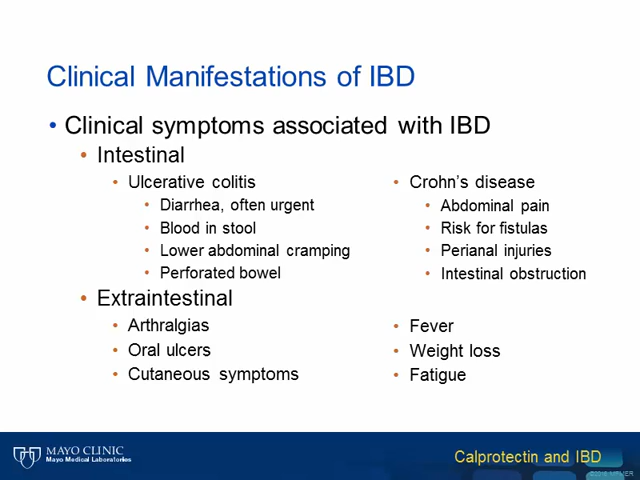 Clinical Manifestations of IBD
• Clinical symptoms associated with IBD
• Intestinal
• Ulcerative colitis
• Diarrhea, often urgent
• Blood in stool
• Lower abdominal cramping
• Perforated bowel
• Crohn's disease
• Abdominal pain
• Risk for fistulas
• Perianal injuries
• Intestinal obstruction
• Extraintestinal
• Arthralgias
• Oral ulcers
• Cutaneous symptoms
• Fever
• Weight loss
• Fatigue
MAYO CLINIC
Mayo Medical Laboratories
Calprotectin and IBD